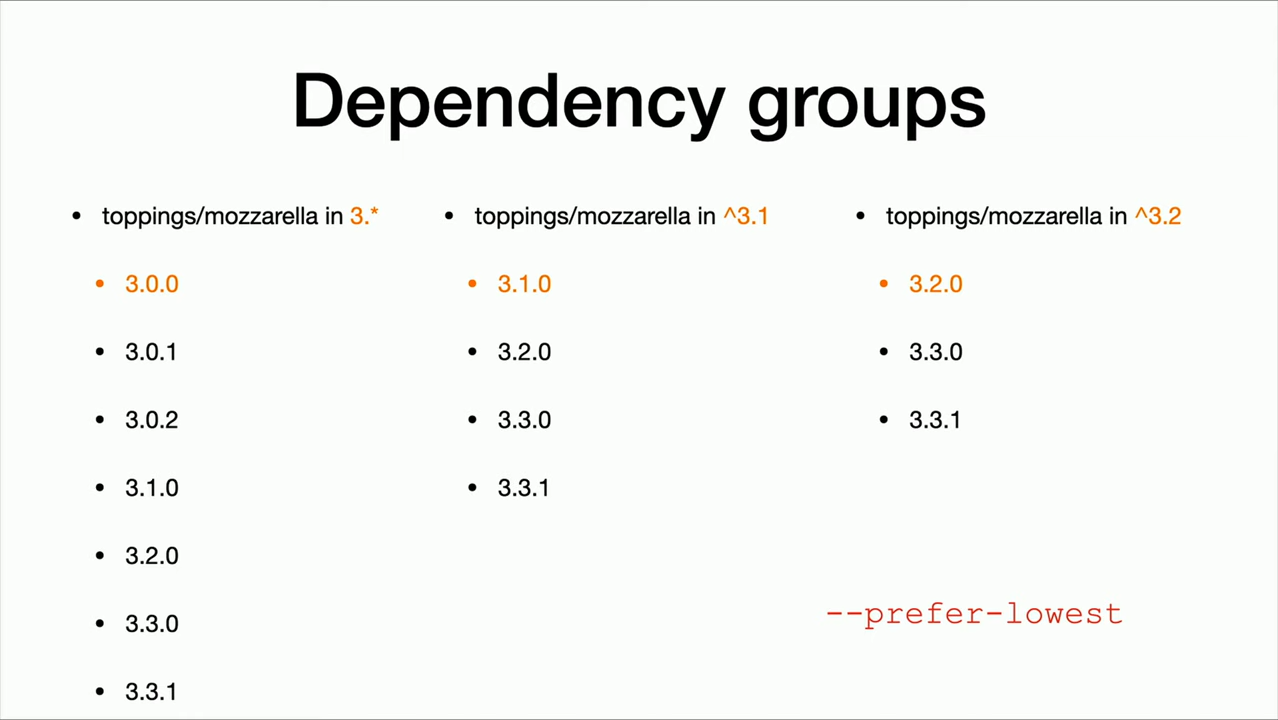 Dependency groups
• toppings/mozzarella in 3.*
• 3.0.0
• 3.0.1
• 3.0.2
• 3.1.0
• 3.2.0
• 3.3.0
• 3.3.1
• toppings/mozzarella in ^3.1
• 3.1.0
• 3.2.0
• 3.3.0
• 3.3.1
• toppings/mozzarella in ^3.2
• 3.2.0
• 3.3.0
• 3.3.1
--prefer-lowest